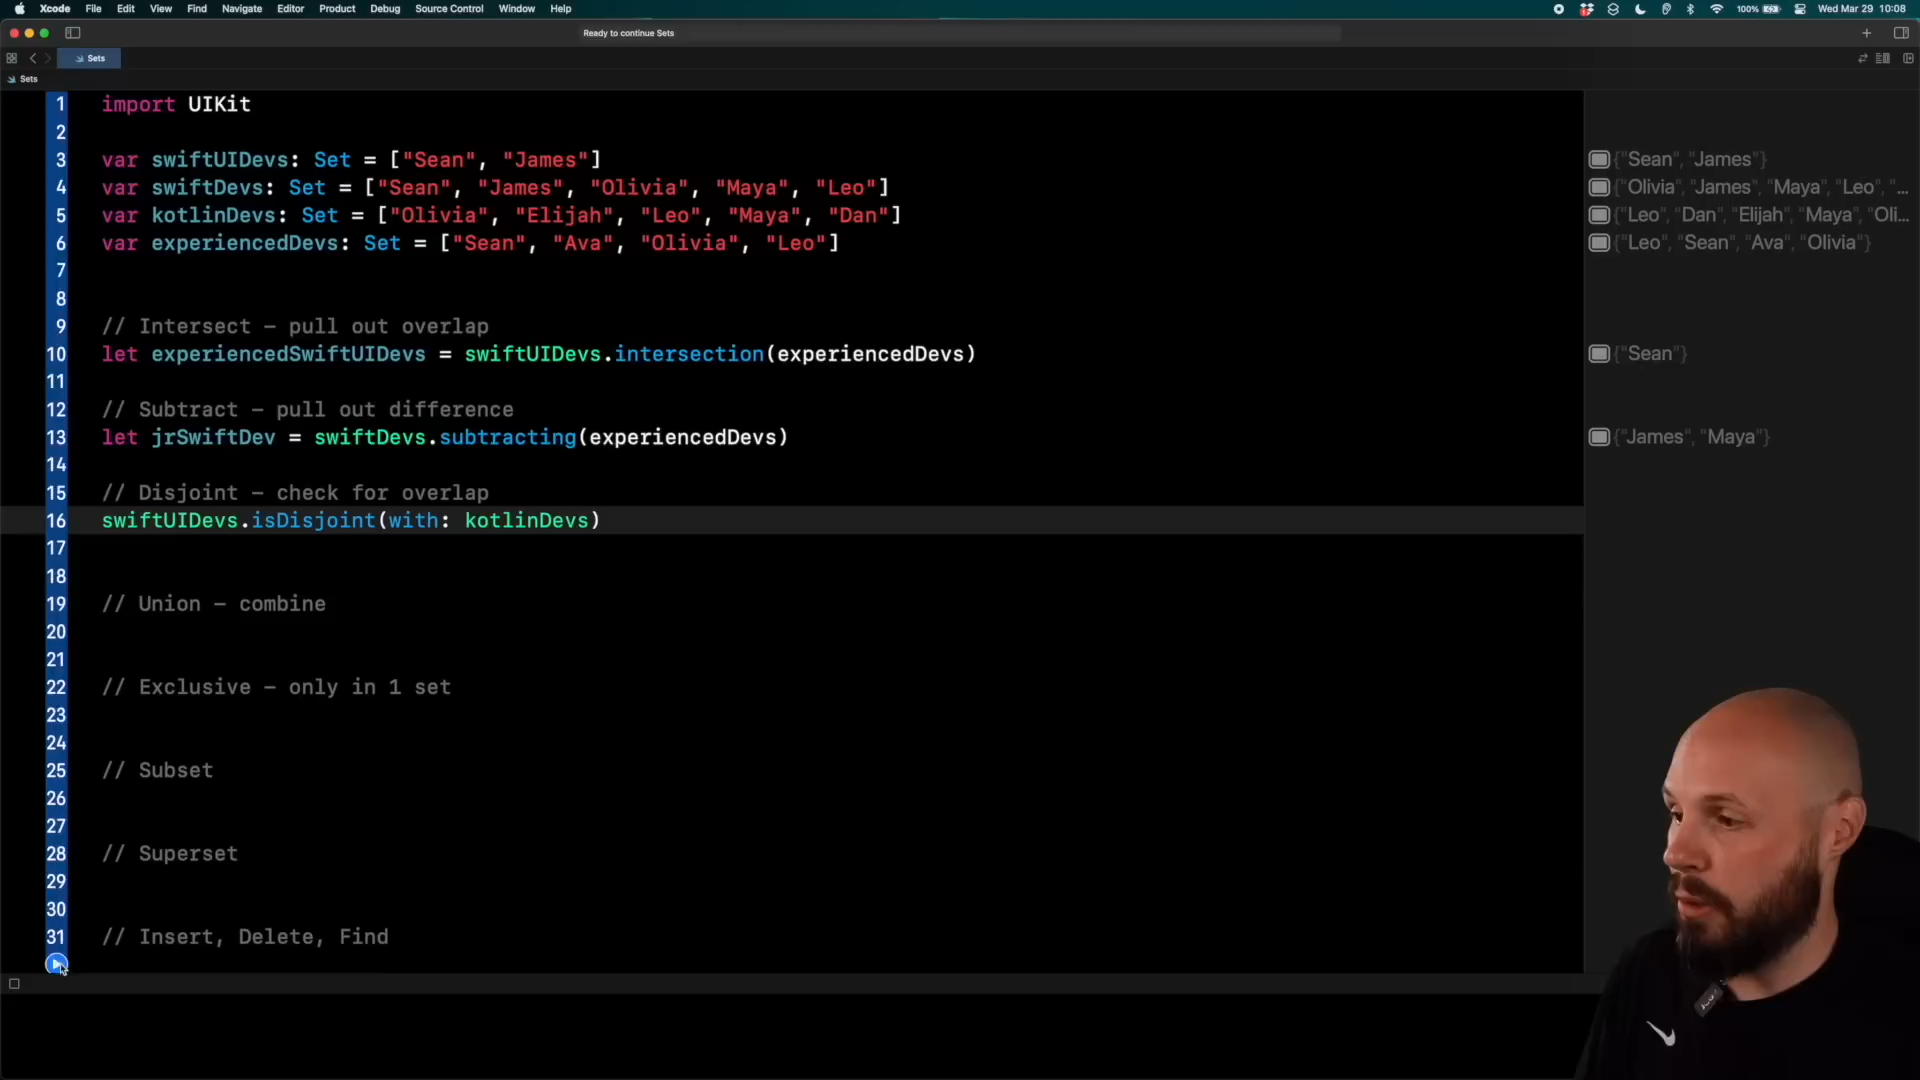 Xcode File Edit View Find Navigate Editor Product Debug Source Control Window Help 100% Wed Mar 29 10:08
Ready to continue Sets
Sets
Sets
1 import UIKit
2
3 var swiftUIDevs: Set = ["Sean", "James"] {"Sean", "James"}
4 var swiftDevs: Set = ["Sean", "James", "Olivia", "Maya", "Leo"] {"Olivia", "James", "Maya", "Leo", "...
5 var kotlinDevs: Set = ["Olivia", "Elijah", "Leo", "Maya", "Dan"] {"Leo", "Dan", "Elijah", "Maya", "Oli...
6 var experiencedDevs: Set = ["Sean", "Ava", "Olivia", "Leo"] {"Leo", "Sean", "Ava", "Olivia"}
7
8
9 // Intersect – pull out overlap
10 let experiencedSwiftUIDevs = swiftUIDevs.intersection(experiencedDevs) {"Sean"}
11
12 // Subtract – pull out difference
13 let jrSwiftDev = swiftDevs.subtracting(experiencedDevs) {"James", "Maya"}
14
15 // Disjoint – check for overlap
16 swiftUIDevs.isDisjoint(with: kotlinDevs)
17
18
19 // Union – combine
20
21
22 // Exclusive – only in 1 set
23
24
25 // Subset
26
27
28 // Superset
29
30
31 // Insert, Delete, Find